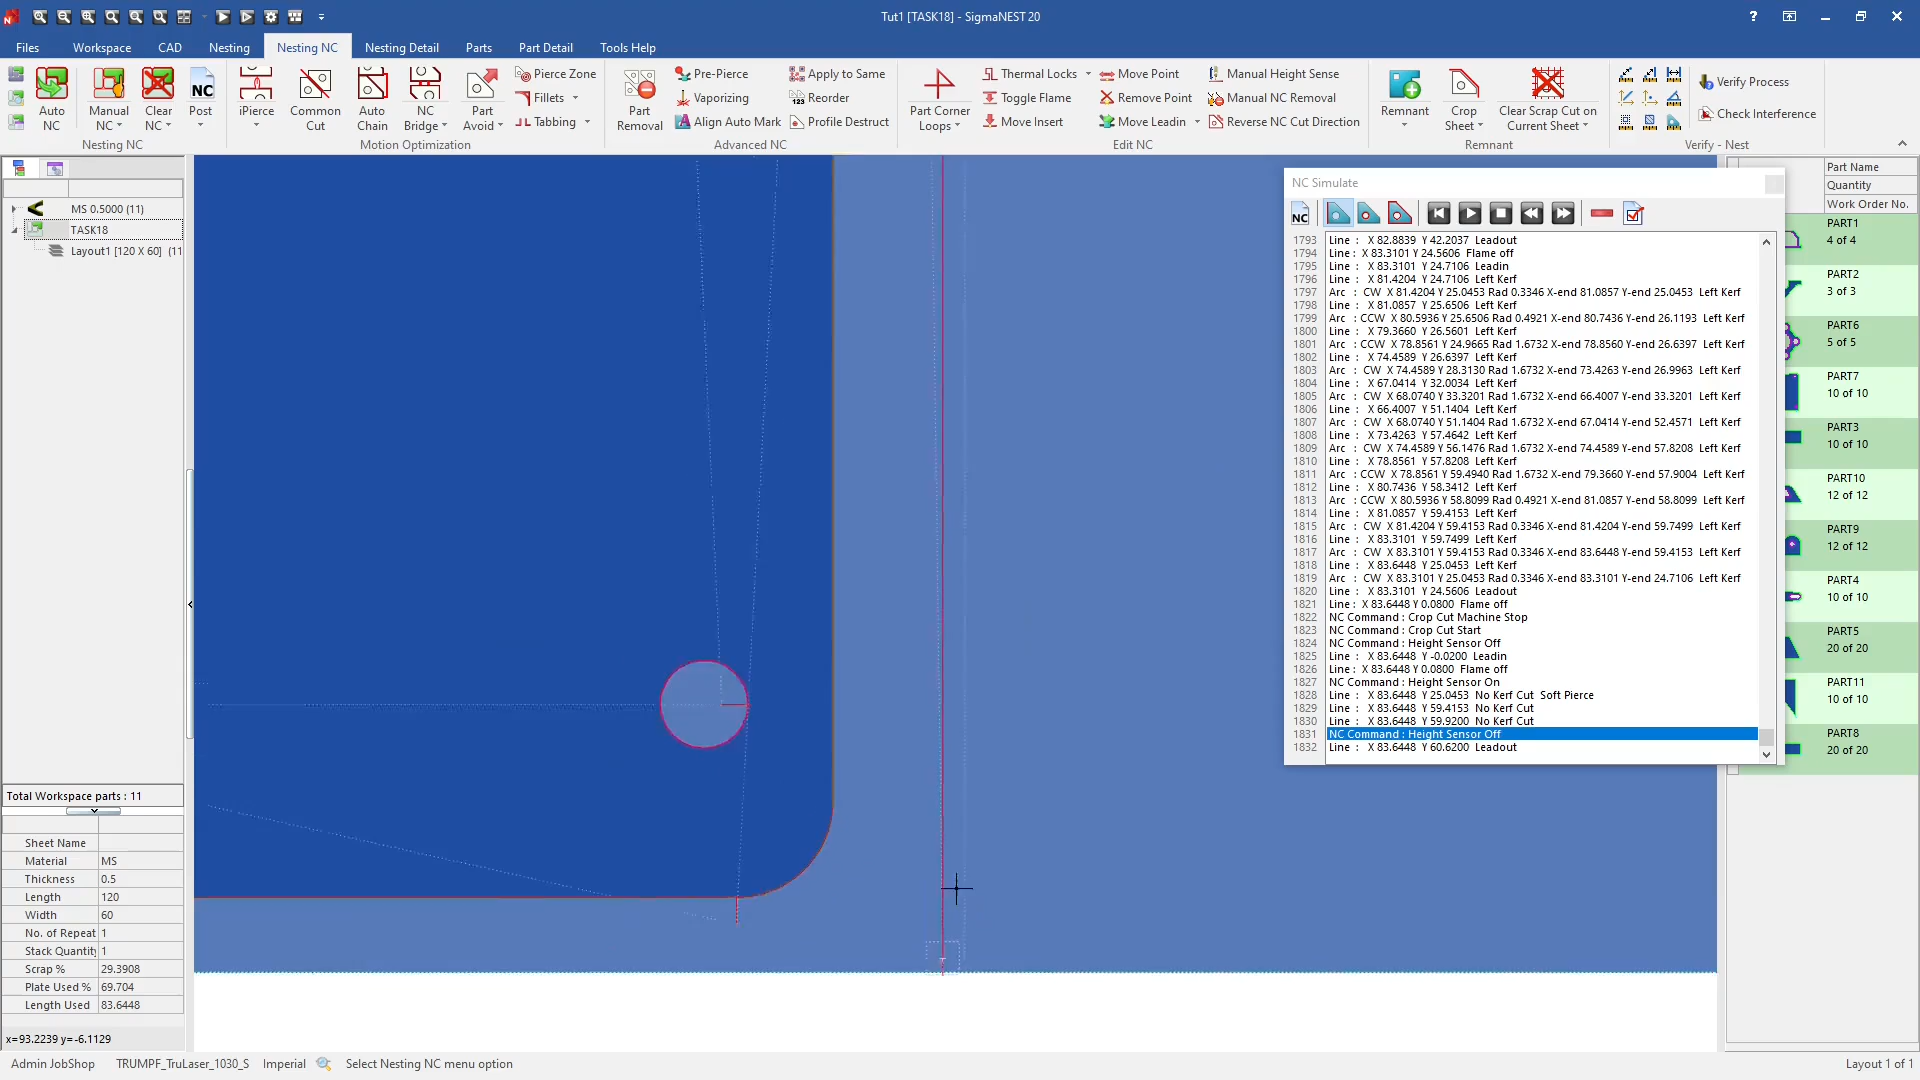 Tut1 [TASK18] - SigmaNEST 20
Files
Workspace
CAD
Nesting
Nesting NC
Nesting Detail
Parts
Part Detail
Tools Help
Auto NC
Manual NC
Clear NC
Post
Nesting NC
iPierce
Common Cut
Auto Chain
NC Bridge
Part Avoid
Pierce Zone
Fillets
Tabbing
Motion Optimization
Part Removal
Pre-Pierce
Vaporizing
Align Auto Mark
Apply to Same
Reorder
Profile Destruct
Advanced NC
Part Corner Loops
Thermal Locks
Toggle Flame
Move Insert
Move Point
Remove Point
Move Leadin
Manual Height Sense
Manual NC Removal
Reverse NC Cut Direction
Edit NC
Remnant
Crop Sheet
Clear Scrap Cut on Current Sheet
Remnant
Verify Process
Check Interference
Verify - Nest
MS 0.5000 (11)
TASK18
Layout1 [120 X 60] (11
Total Workspace parts : 11
Sheet Name
Material MS
Thickness 0.5
Length 120
Width 60
No. of Repeat 1
Stack Quantity 1
Scrap % 29.3908
Plate Used % 69.704
Length Used 83.6448
x=93.2239 y= -6.1129
NC Simulate
NC
1793 Line : X 82.8839 Y 42.2037 Leadout
1794 Line : X 83.3101 Y 24.5606 Flame off
1795 Line : X 83.3101 Y 24.7106 Leadin
1796 Line : X 81.4204 Y 24.7106 Left Kerf
1797 Arc : CW X 81.4204 Y 25.0453 Rad 0.3346 X-end 81.0857 Y-end 25.0453 Left Kerf
1798 Line : X 81.0857 Y 25.6506 Left Kerf
1799 Arc : CCW X 80.5936 Y 25.6506 Rad 0.4921 X-end 80.7436 Y-end 26.1193 Left Kerf
1800 Line : X 79.3660 Y 26.5601 Left Kerf
1801 Arc : CCW X 78.8561 Y 24.9665 Rad 1.6732 X-end 78.8560 Y-end 26.6397 Left Kerf
1802 Line : X 74.4589 Y 26.6397 Left Kerf
1803 Arc : CW X 74.4589 Y 28.3130 Rad 1.6732 X-end 73.4263 Y-end 26.9963 Left Kerf
1804 Line : X 67.0414 Y 32.0034 Left Kerf
1805 Arc : CW X 68.0740 Y 33.3201 Rad 1.6732 X-end 66.4007 Y-end 33.3201 Left Kerf
1806 Line : X 66.4007 Y 51.1404 Left Kerf
1807 Arc : CW X 68.0740 Y 51.1404 Rad 1.6732 X-end 67.0414 Y-end 52.4571 Left Kerf
1808 Line : X 73.4263 Y 57.4642 Left Kerf
1809 Arc : CW X 74.4589 Y 56.1476 Rad 1.6732 X-end 74.4589 Y-end 57.8208 Left Kerf
1810 Line : X 78.8561 Y 57.8208 Left Kerf
1811 Arc : CCW X 78.8561 Y 59.4940 Rad 1.6732 X-end 79.3660 Y-end 57.9004 Left Kerf
1812 Line : X 80.7436 Y 58.3412 Left Kerf
1813 Arc : CCW X 80.5936 Y 58.8099 Rad 0.4921 X-end 81.0857 Y-end 58.8099 Left Kerf
1814 Line : X 81.0857 Y 59.4153 Left Kerf
1815 Arc : CW X 81.4204 Y 59.4153 Rad 0.3346 X-end 81.4204 Y-end 59.7499 Left Kerf
1816 Line : X 83.3101 Y 59.7499 Left Kerf
1817 Arc : CW X 83.3101 Y 59.4153 Rad 0.3346 X-end 83.6448 Y-end 59.4153 Left Kerf
1818 Line : X 83.6448 Y 25.0453 Left Kerf
1819 Arc : CW X 83.3101 Y 25.0453 Rad 0.3346 X-end 83.3101 Y-end 24.7106 Left Kerf
1820 Line : X 83.3101 Y 24.5606 Leadout
1821 Line : X 83.6448 Y 0.0800 Flame off
1822 NC Command : Crop Cut Machine Stop
1823 NC Command : Crop Cut Start
1824 NC Command : Height Sensor Off
1825 Line : X 83.6448 Y -0.0200 Leadin
1826 Line : X 83.6448 Y 0.0800 Flame off
1827 NC Command : Height Sensor On
1828 Line : X 83.6448 Y 25.0453 No Kerf Cut Soft Pierce
1829 Line : X 83.6448 Y 59.4153 No Kerf Cut
1830 Line : X 83.6448 Y 59.9200 No Kerf Cut
1831 NC Command : Height Sensor Off
1832 Line : X 83.6448 Y 60.6200 Leadout
Part Name
Quantity
Work Order No.
PART1
4 of 4
PART2
3 of 3
PART6
5 of 5
PART7
10 of 10
PART3
10 of 10
PART10
12 of 12
PART9
12 of 12
PART4
10 of 10
PART5
20 of 20
PART11
10 of 10
PART8
20 of 20
Admin JobShop
TRUMPF_TruLaser_1030_S
Imperial
Select Nesting NC menu option
Layout 1 of 1